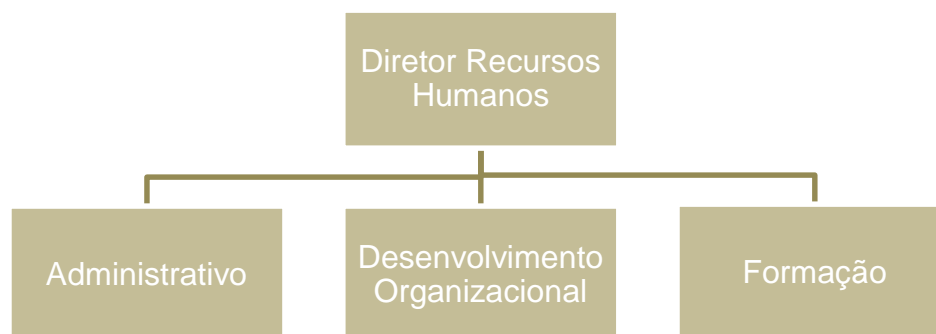 Diretor Recursos
Humanos
Administrativo
Desenvolvimento
Organizacional
Formação